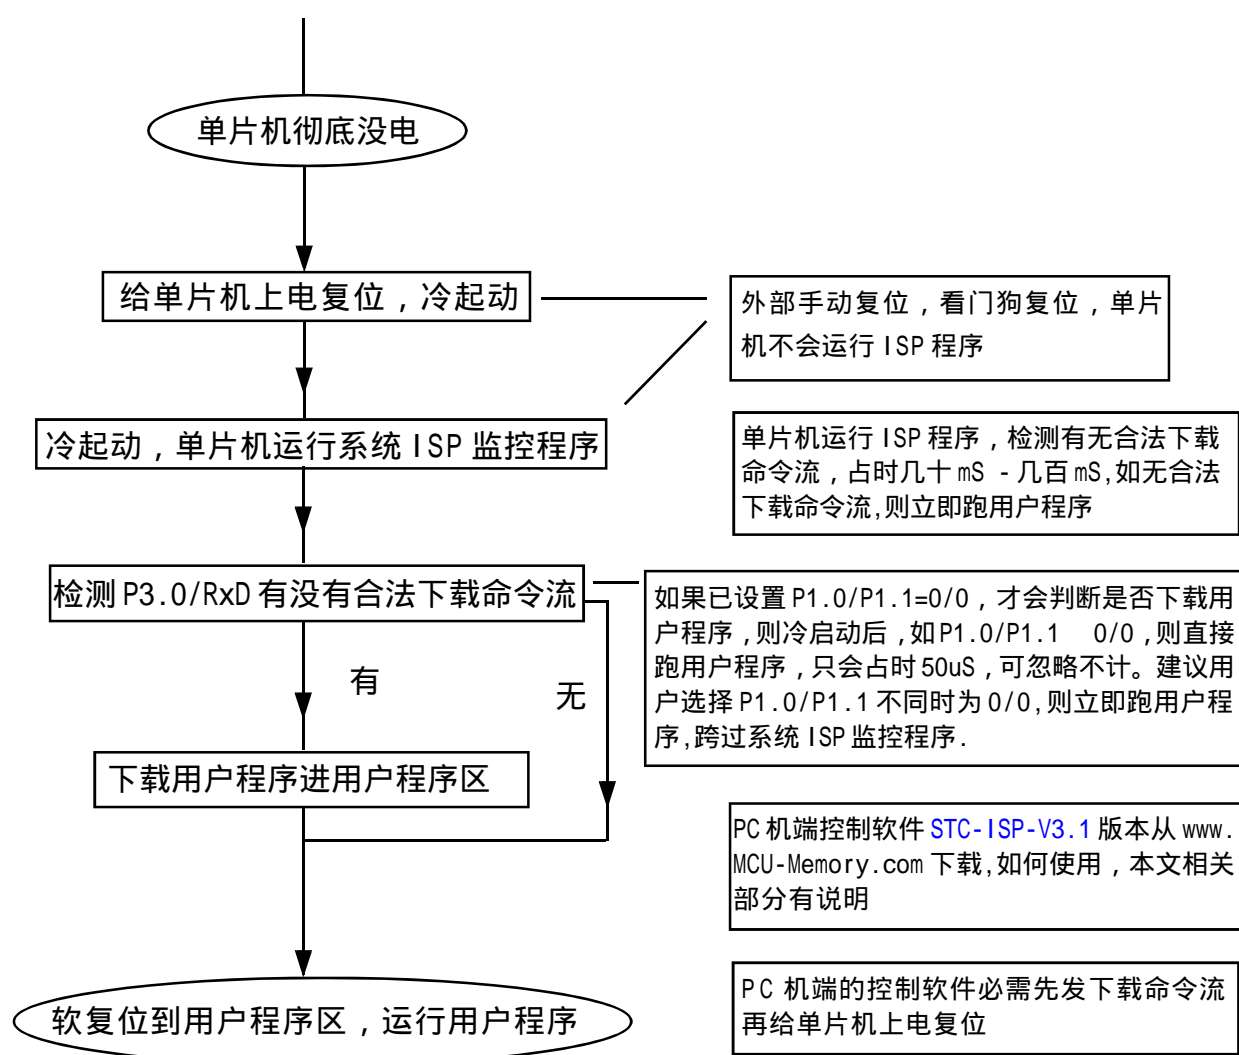 单片机彻底没电
给单片机上电复位，冷起动
外部手动复位，看门狗复位，单片
机不会运行 ISP 程序
冷起动，单片机运行系统 ISP 监控程序
单片机运行 ISP 程序，检测有无合法下载
命令流，占时几十 mS - 几百 mS,如无合法
下载命令流,则立即跑用户程序
检测 P3.0/RxD 有没有合法下载命令流
如果已设置 P1.0/P1.1=0/0，才会判断是否下载用
户程序，则冷启动后，如P1.0/P1.1 0/0，则直接
跑用户程序，只会占时 50uS，可忽略不计。建议用
户选择 P1.0/P1.1 不同时为 0/0,则立即跑用户程
序,跨过系统 ISP 监控程序.
有
无
下载用户程序进用户程序区
PC 机端控制软件 STC-ISP-V3.1 版本从 www.
MCU-Memory.com 下载,如何使用，本文相关
部分有说明
软复位到用户程序区，运行用户程序
PC 机端的控制软件必需先发下载命令流
再给单片机上电复位